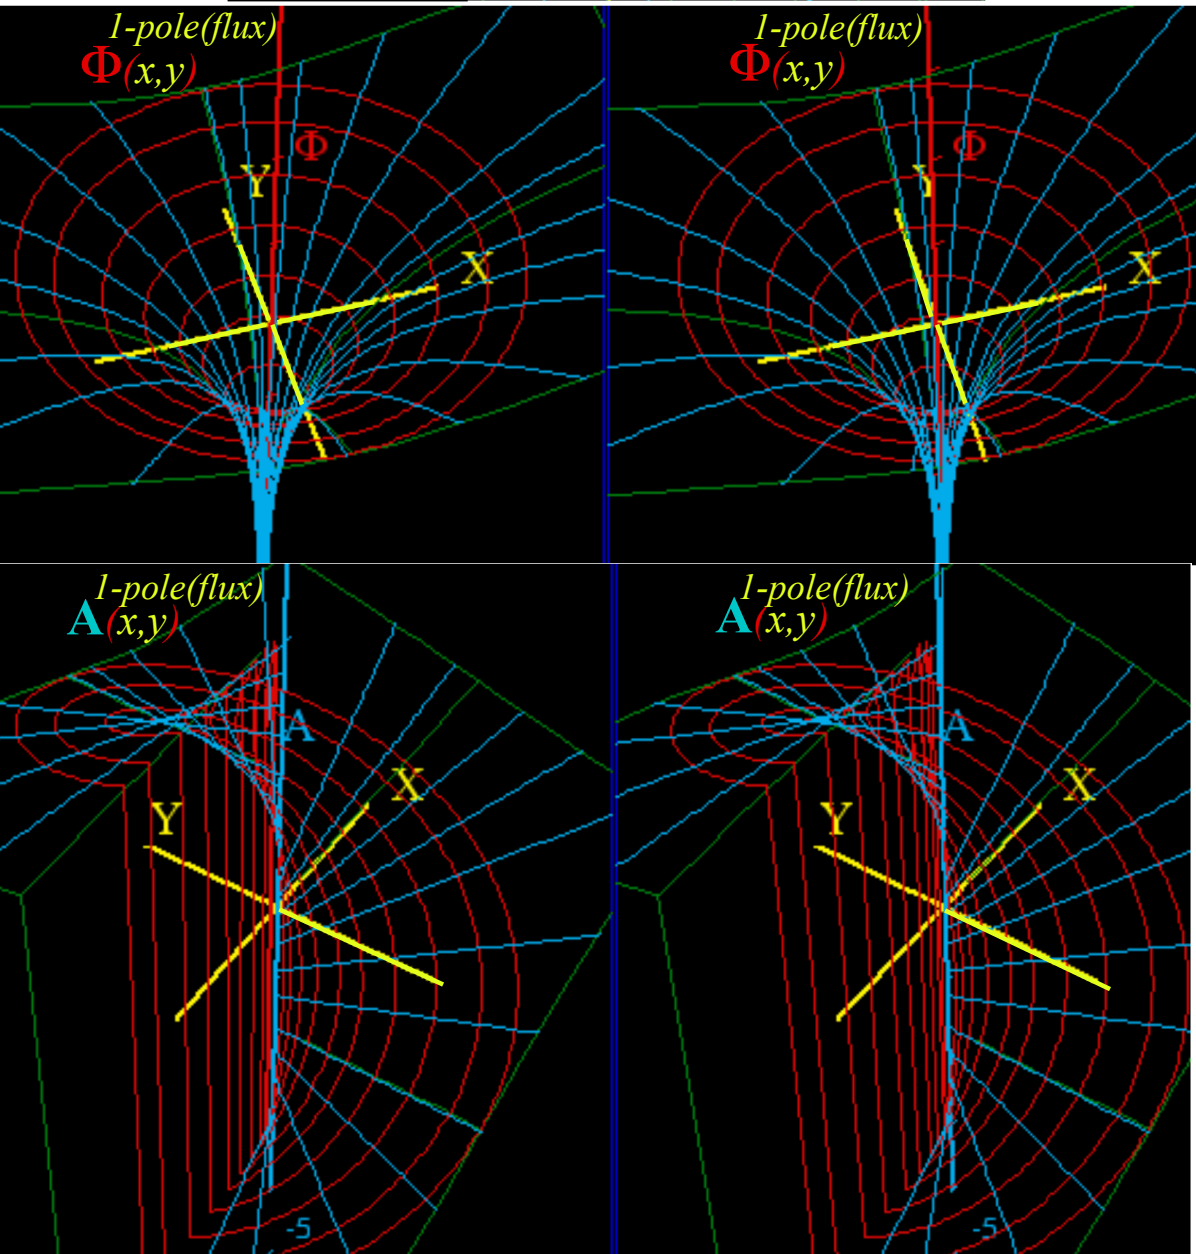 1-pole(flux)
Φ(x,y)
Φ
Y
X
1-pole(flux)
Φ(x,y)
Φ
Y
X
1-pole(flux)
A(x,y)
A
X
Y
-5
1-pole(flux)
A(x,y)
A
X
Y
-5